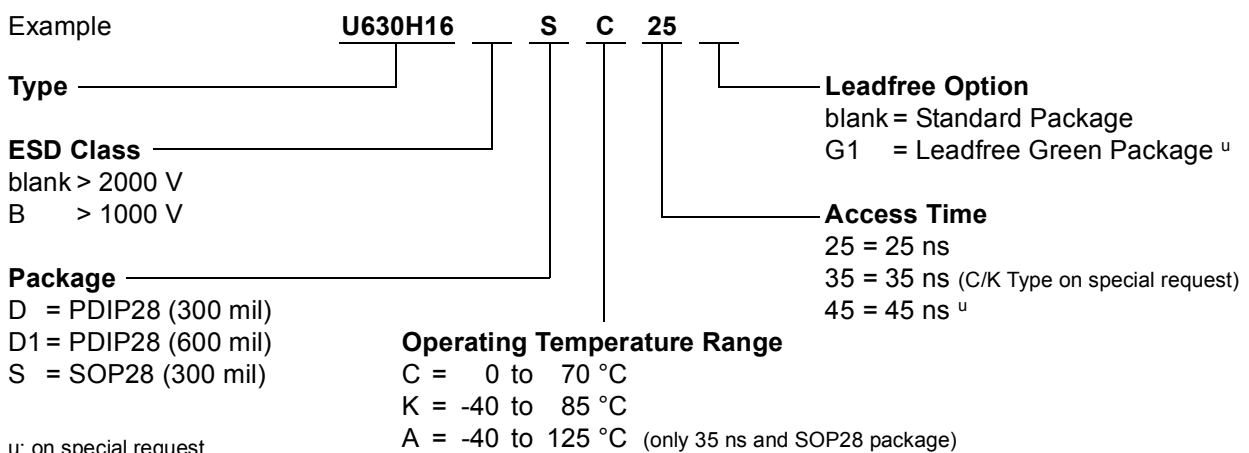 Example U630H16 S C 25
Type
ESD Class
blank > 2000 V
B > 1000 V
Package
D = PDIP28 (300 mil)
D1 = PDIP28 (600 mil)
S = SOP28 (300 mil)
Operating Temperature Range
C = 0 to 70 °C
K = -40 to 85 °C
A = -40 to 125 °C (only 35 ns and SOP28 package)
Leadfree Option
blank = Standard Package
G1 = Leadfree Green Package u
Access Time
25 = 25 ns
35 = 35 ns (C/K Type on special request)
45 = 45 ns u
u: on special request